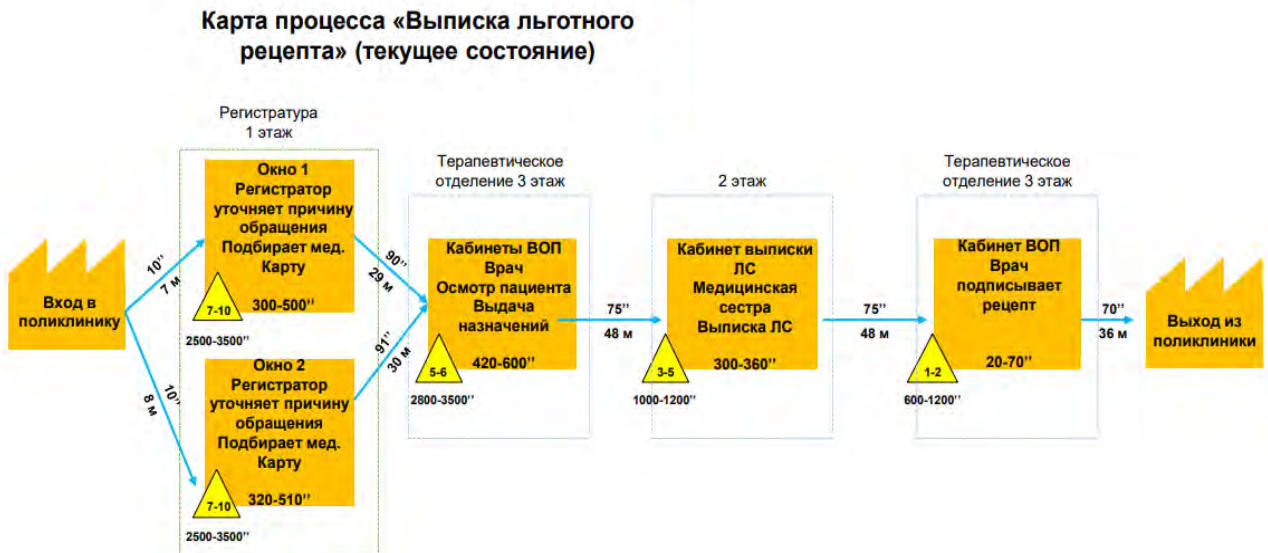 Карта процесса «Выписка льготного
рецепта» (текущее состояние)
Регистратура
1 этаж
Вход в
поликлинику
10’’
7 м
10’’
8 м
Окно 1
Регистратор
уточняет причину
обращения
Подбирает мед.
Карту
300-500’’
7-10
2500-3500’’
Окно 2
Регистратор
уточняет причину
обращения
Подбирает мед.
Карту
320-510’’
7-10
2500-3500’’
90’’
29 м
91’’
30 м
Терапевтическое
отделение 3 этаж
Кабинеты ВОП
Врач
Осмотр пациента
Выдача
назначений
420-600’’
5-6
2800-3500’’
75’’
48 м
2 этаж
Кабинет выписки
ЛС
Медицинская
сестра
Выписка ЛС
300-360’’
3-5
1000-1200’’
75’’
48 м
Терапевтическое
отделение 3 этаж
Кабинет ВОП
Врач
подписывает
рецепт
20-70’’
1-2
600-1200’’
70’’
36 м
Выход из
поликлиники